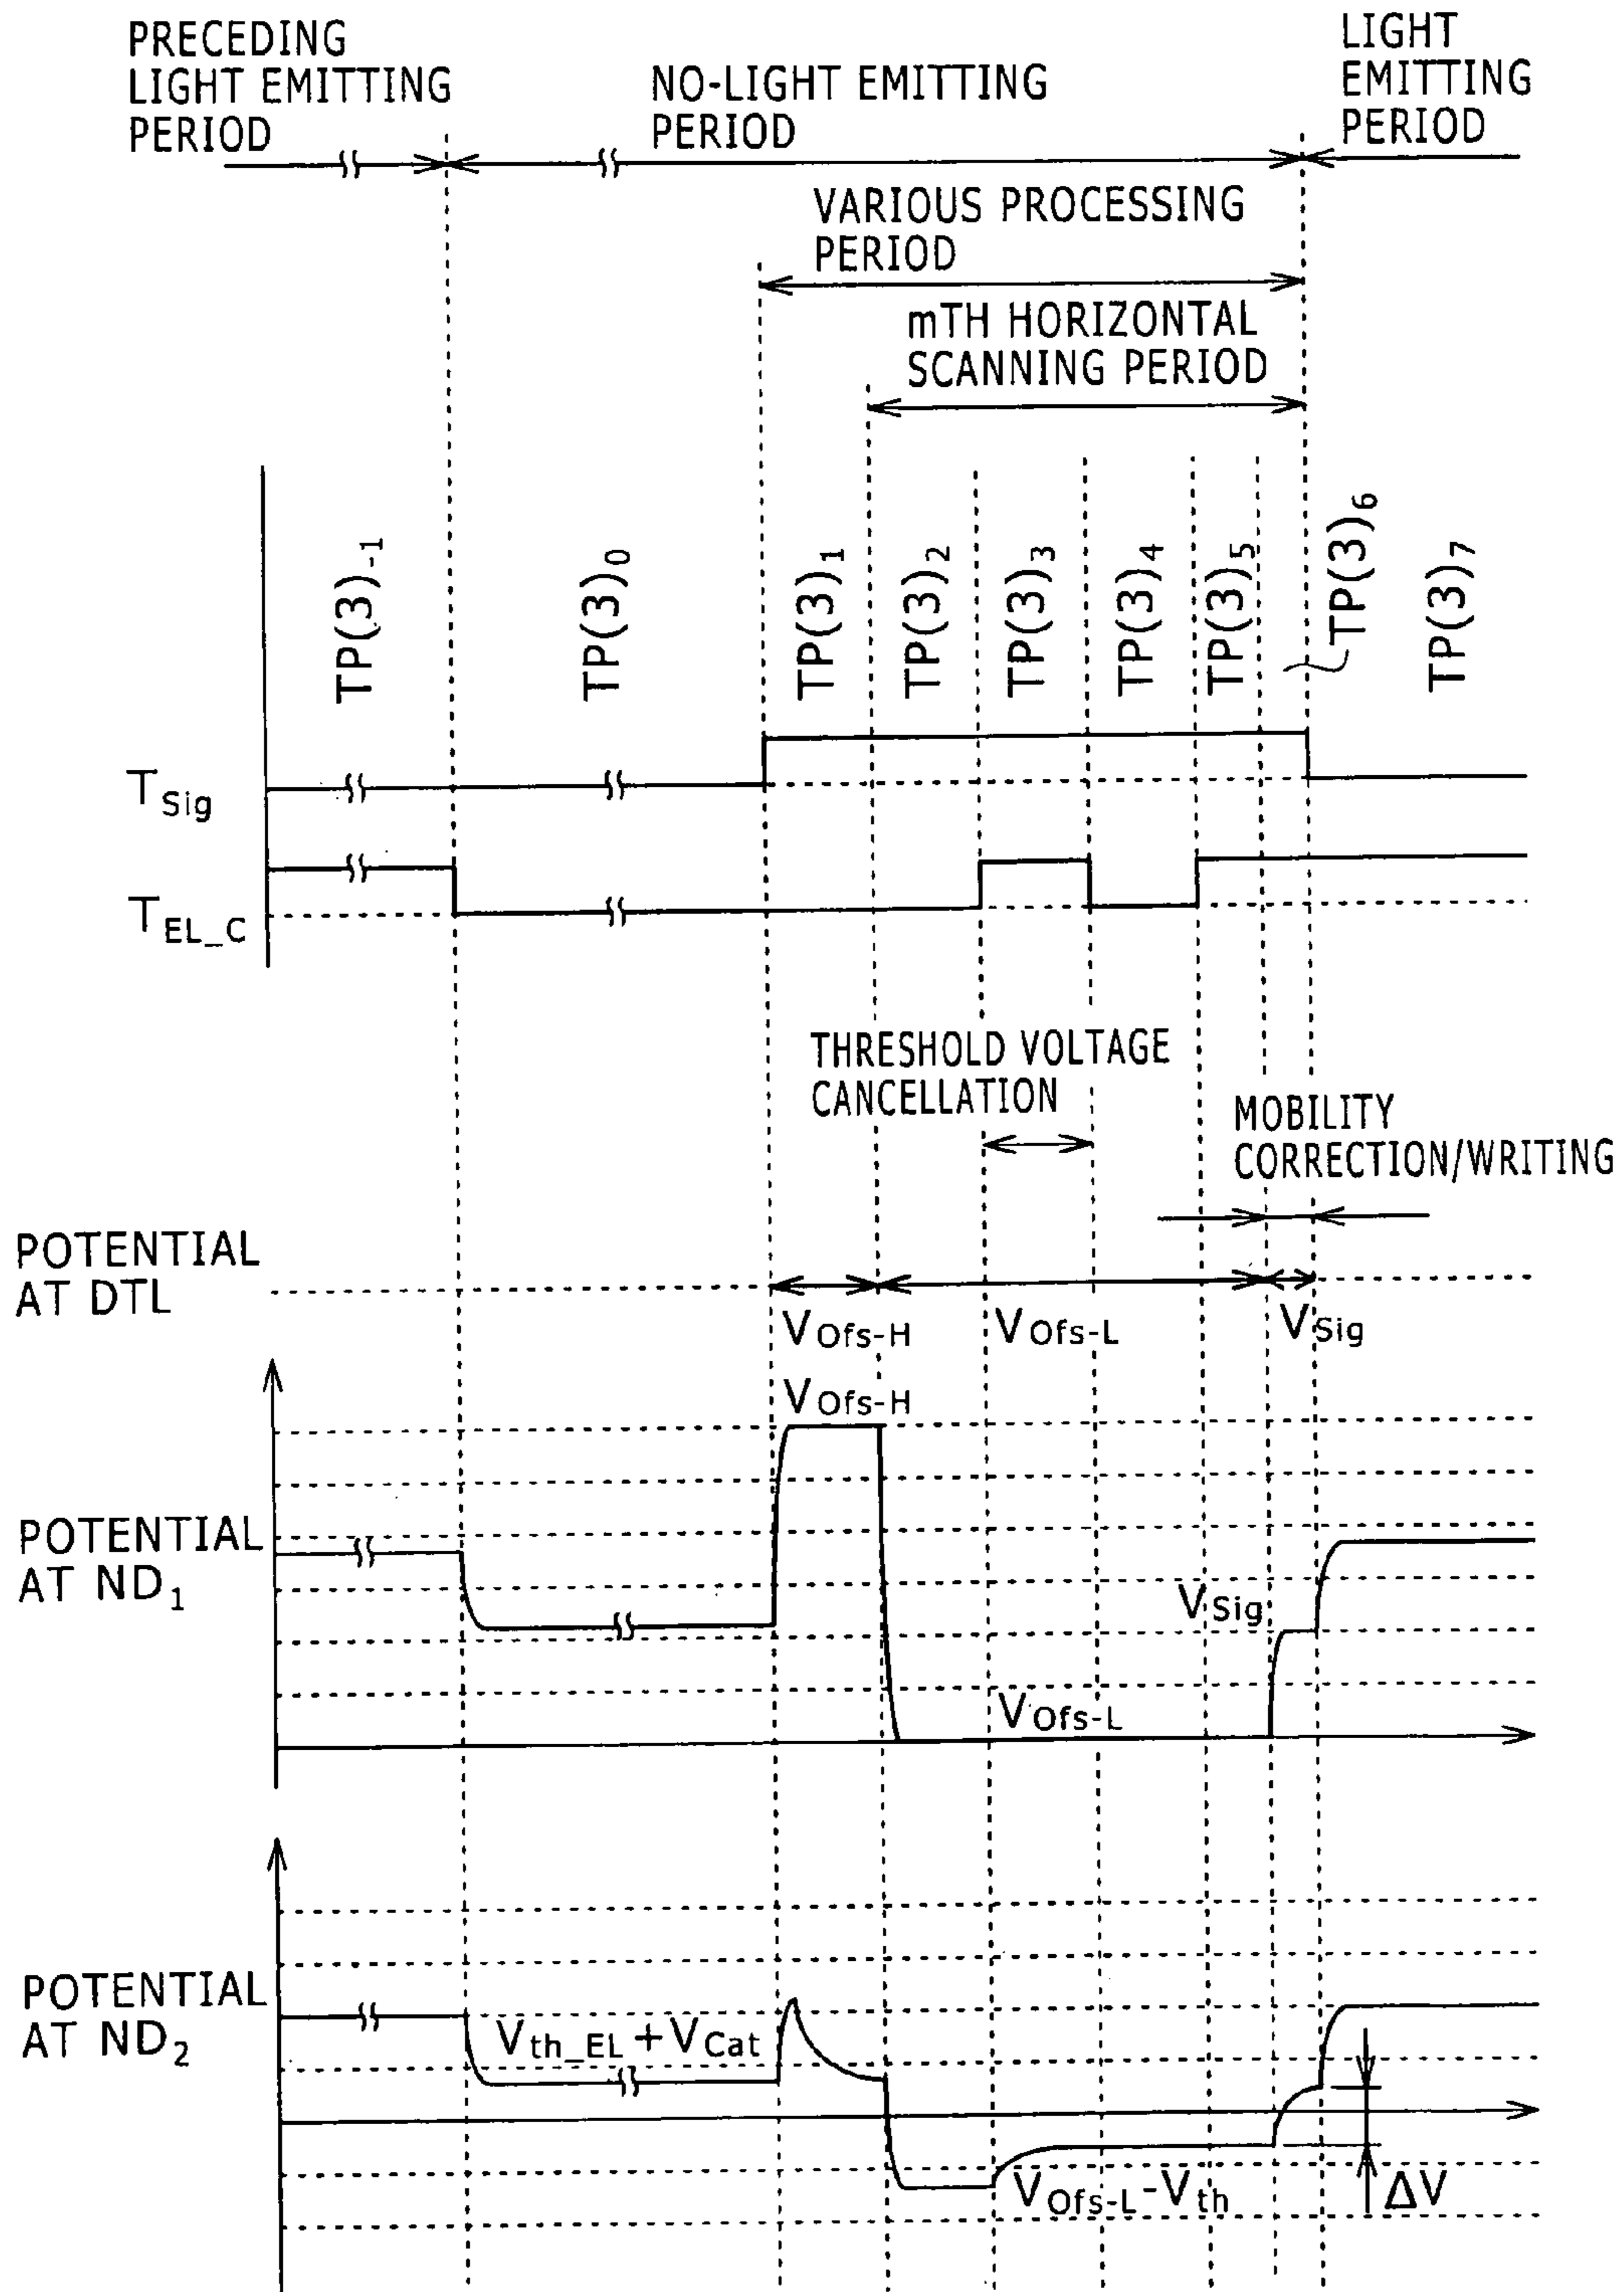 PRECEDING
LIGHT EMITTING
PERIOD
NO-LIGHT EMITTING
PERIOD
LIGHT
EMITTING
PERIOD
VARIOUS PROCESSING
PERIOD
mTH HORIZONTAL
SCANNING PERIOD
TP(3)-1
TP(3)0
TP(3)1
TP(3)2
TP(3)3
TP(3)4
TP(3)5
TP(3)6
TP(3)7
TSig
TEL_C
THRESHOLD VOLTAGE
CANCELLATION
MOBILITY
CORRECTION/WRITING
POTENTIAL
AT DTL
VOfs-H
VOfs-L
VSig
VOfs-H
POTENTIAL
AT ND1
VSig
VOfs-L
POTENTIAL
AT ND2
Vth_EL+VCat
VOfs-L-Vth
ΔV